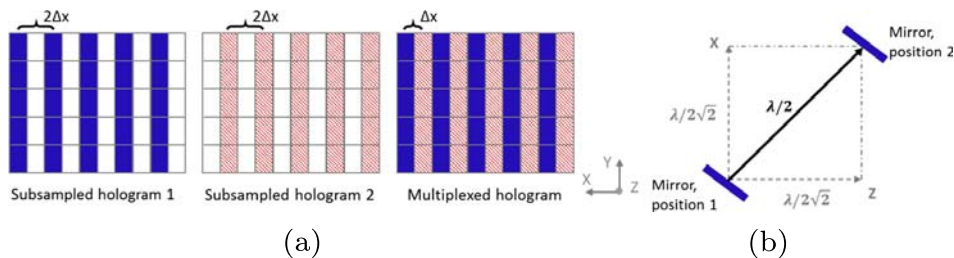 2Δx
2Δx
Δx
Subsampled hologram 1
Subsampled hologram 2
Multiplexed hologram
Y
X
Z
(a)
X
Mirror,
position 2
λ/2
λ/2√2
Mirror,
position 1
λ/2√2
Z
(b)